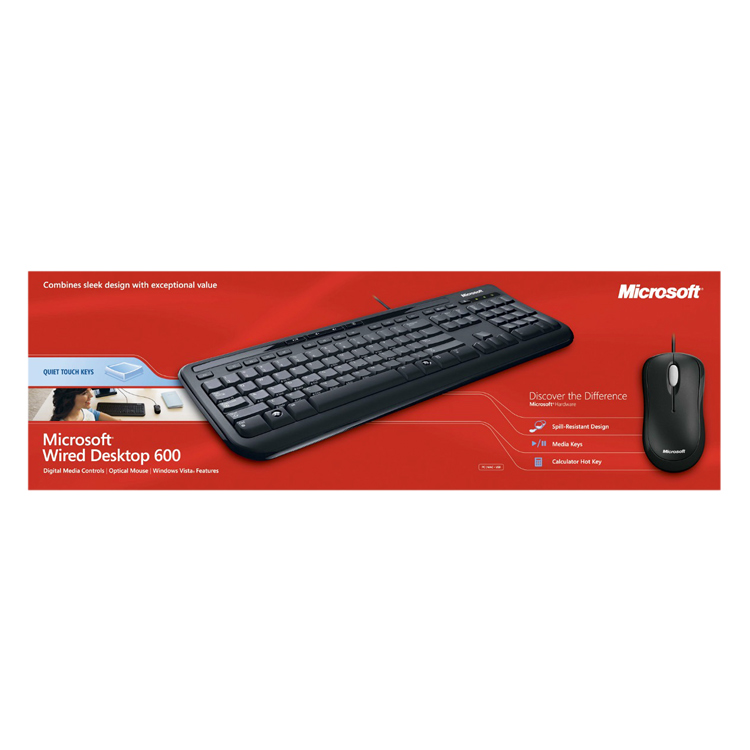 Combines sleek design with exceptional value
Microsoft®
Microsoft
QUIET TOUCH KEYS
Discover the Difference
Microsoft® Hardware
Spill-Resistant Design
Media Keys
Calculator Hot Key
Microsoft
Microsoft®
Wired Desktop 600
Digital Media Controls | Optical Mouse | Windows Vista® Features